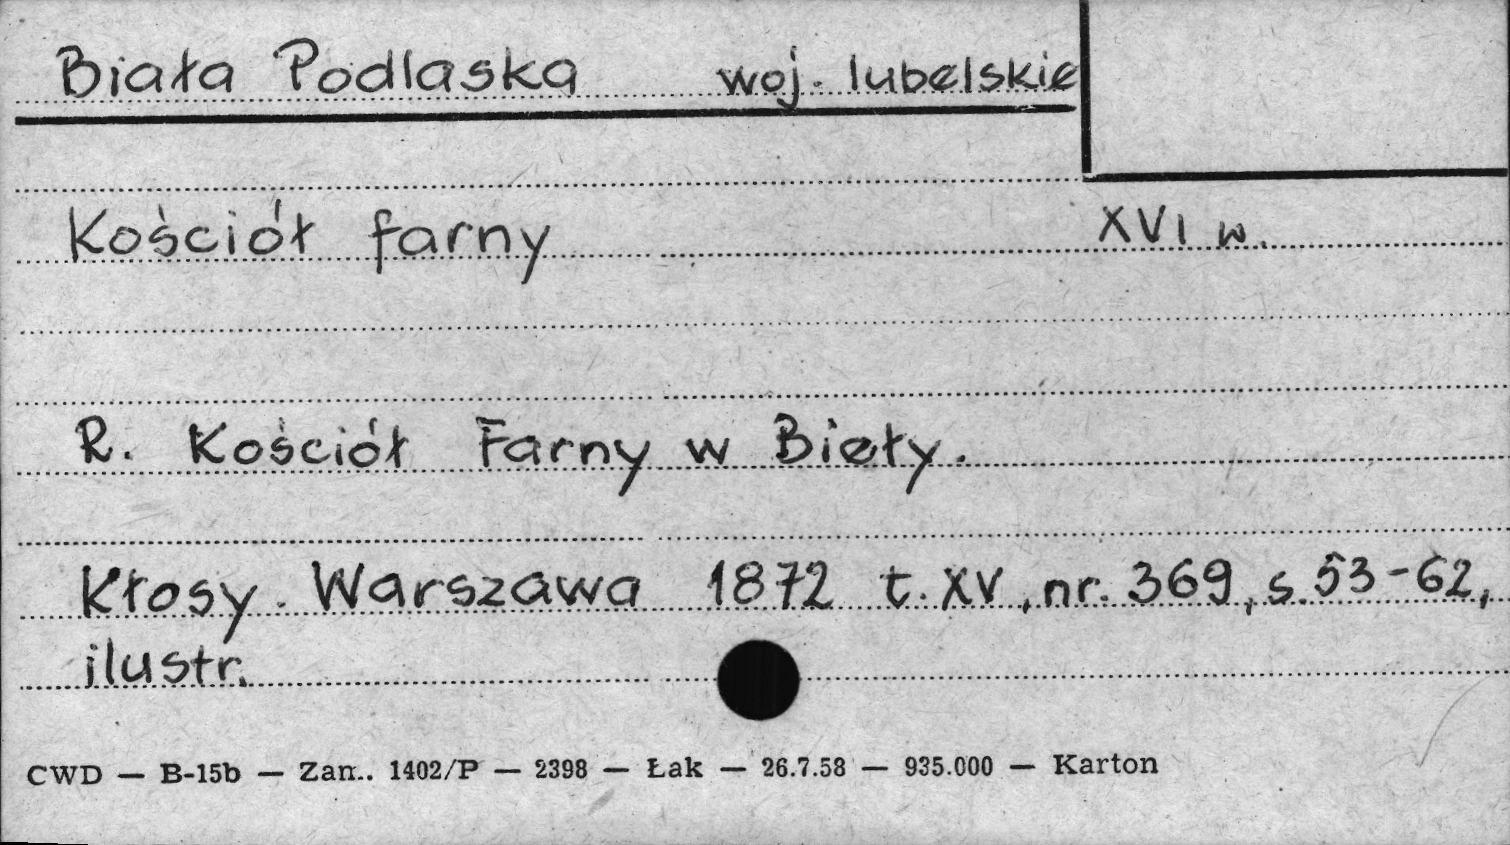 Biała Podlaska woj. lubelskie
Kościół farny XVI w.
R. Kościół Farny w Bieły.
Kłosy. Warszawa 1872 t. XV, nr. 369, s. 53-62,
ilustr.
CWD — B-15b — Zam.. 1402/P — 2398 — Łak — 26.7.58 — 935.000 — Karton